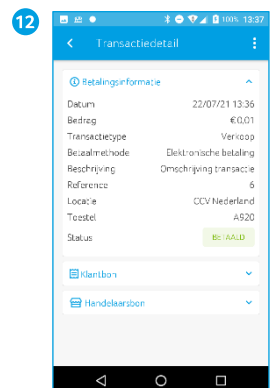 12
100% 13:37
Transactiedetail
Betalingsinformatie
Datum 22/07/21 13:36
Bedrag €0,01
Transactietype Verkoop
Betaalmethode Elektronische betaling
Beschrijving Omschrijving transactie
Reference 6
Locatie CCV Nederland
Toestel A920
Status BETAALD
Klantbon
Handelaarsbon